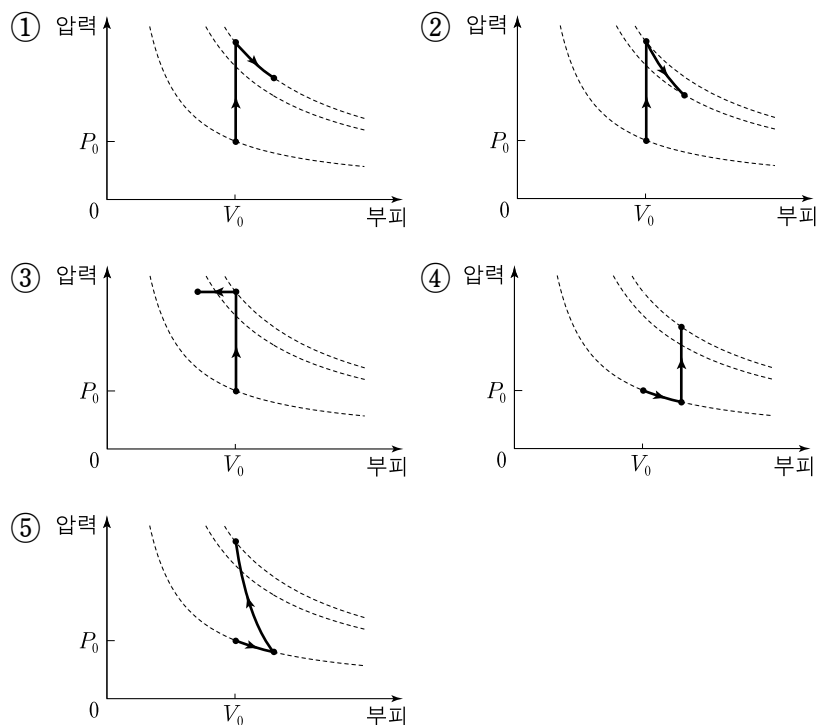 ① 압력
P₀
0 V₀ 부피
② 압력
P₀
0 V₀ 부피
③ 압력
P₀
0 V₀ 부피
④ 압력
P₀
0 V₀ 부피
⑤ 압력
P₀
0 V₀ 부피